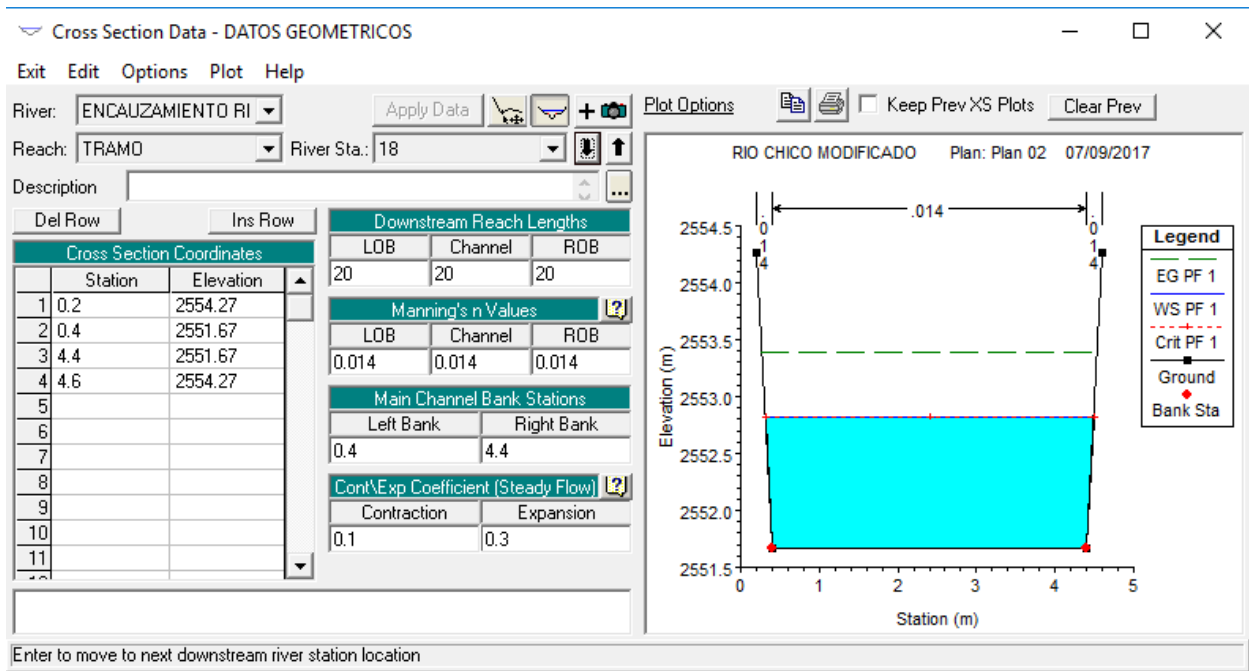 Cross Section Data - DATOS GEOMETRICOS
Exit Edit Options Plot Help
River: ENCAUZAMIENTO RI
Apply Data
Plot Options
Keep Prev XS Plots
Clear Prev
Reach: TRAMO
River Sta.: 18
Description
...
Del Row
Ins Row
Cross Section Coordinates
Station Elevation
1 0.2 2554.27
2 0.4 2551.67
3 4.4 2551.67
4 4.6 2554.27
5
6
7
8
9
10
11
Downstream Reach Lengths
LOB Channel ROB
20 20 20
Manning's n Values
LOB Channel ROB
0.014 0.014 0.014
Main Channel Bank Stations
Left Bank Right Bank
0.4 4.4
Cont\Exp Coefficient (Steady Flow)
Contraction Expansion
0.1 0.3
RIO CHICO MODIFICADO Plan: Plan 02 07/09/2017
.014
.014
.014
2554.5
2554.0
2553.5
2553.0
2552.5
2552.0
2551.5
Elevation (m)
0 1 2 3 4 5
Station (m)
Legend
EG PF 1
WS PF 1
Crit PF 1
Ground
Bank Sta
Enter to move to next downstream river station location